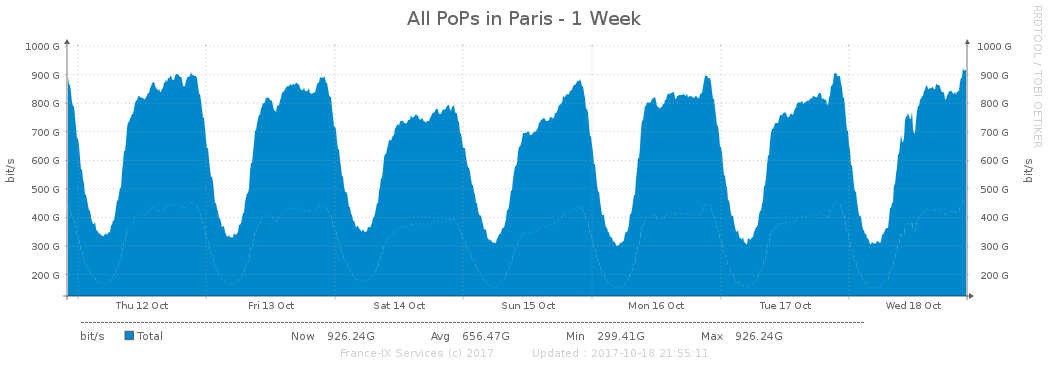 All PoPs in Paris - 1 Week
RRDTOOL / TOBI OETIKER
1000 G 1000 G
900 G 900 G
800 G 800 G
700 G 700 G
600 G 600 G
500 G 500 G
400 G 400 G
300 G 300 G
200 G 200 G
bit/s bit/s
Thu 12 Oct Fri 13 Oct Sat 14 Oct Sun 15 Oct Mon 16 Oct Tue 17 Oct Wed 18 Oct
bit/s Total Now 926.24G Avg 656.47G Min 299.41G Max 926.24G
France-IX Services (c) 2017 Updated : 2017-10-18 21:55:11